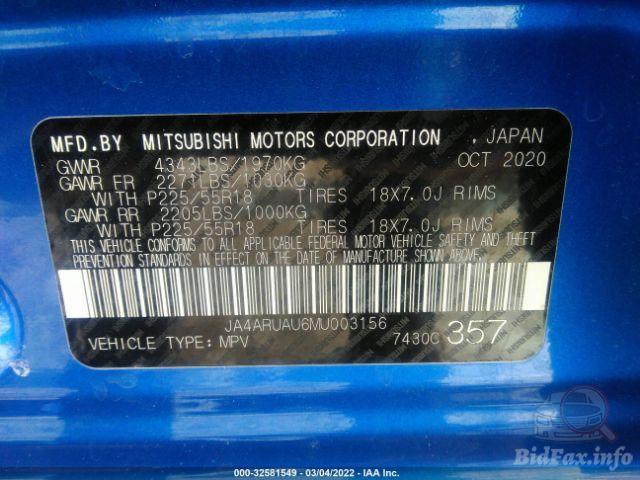 MFD.BY MITSUBISHI MOTORS CORPORATION , JAPAN
GVWR 4343LBS/1970KG OCT 2020
GAWR FR 2271LBS/1030KG
WITH P225/55R18 TIRES 18X7.0J RIMS
GAWR RR 2205LBS/1000KG
WITH P225/55R18 TIRES 18X7.0J RIMS
THIS VEHICLE CONFORMS TO ALL APPLICABLE FEDERAL MOTOR VEHICLE SAFETY AND THEFT
PREVENTION STANDARDS IN EFFECT ON THE DATE OF MANUFACTURE SHOWN ABOVE.
JA4ARUAU6MU003156
VEHICLE TYPE: MPV 7430C 357
BidFax.info
000-32581549 - 03/04/2022 - IAA Inc.